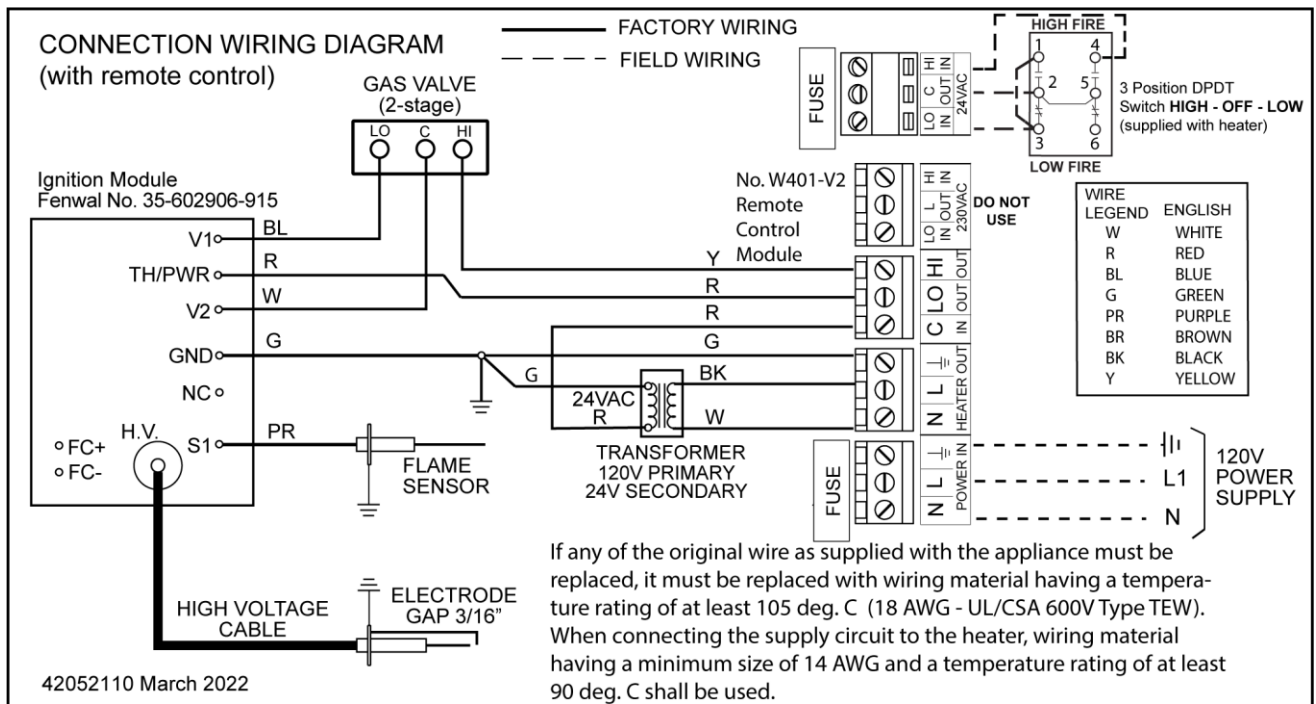 CONNECTION WIRING DIAGRAM
(with remote control)
FACTORY WIRING
FIELD WIRING
GAS VALVE
(2-stage)
LO C HI
Ignition Module
Fenwal No. 35-602906-915
V1
TH/PWR
V2
GND
NC
S1
H.V.
FC+
FC-
BL
R
W
G
PR
FLAME
SENSOR
HIGH VOLTAGE
CABLE
ELECTRODE
GAP 3/16”
42052110 March 2022
Y
R
R
G
G
BK
24VAC
R
W
TRANSFORMER
120V PRIMARY
24V SECONDARY
No. W401-V2
Remote
Control
Module
FUSE
LO C HI
IN OUT IN
24VAC
LO L HI
IN OUT IN
230VAC
DO NOT
USE
C LO HI
IN OUT OUT
N L
HEATER OUT
FUSE
N L
POWER IN
HIGH FIRE
1 4
2 5
3 6
LOW FIRE
3 Position DPDT
Switch HIGH - OFF - LOW
(supplied with heater)
WIRE
LEGEND ENGLISH
W WHITE
R RED
BL BLUE
G GREEN
PR PURPLE
BR BROWN
BK BLACK
Y YELLOW
L1
N
120V
POWER
SUPPLY
If any of the original wire as supplied with the appliance must be
replaced, it must be replaced with wiring material having a tempera-
ture rating of at least 105 deg. C (18 AWG - UL/CSA 600V Type TEW).
When connecting the supply circuit to the heater, wiring material
having a minimum size of 14 AWG and a temperature rating of at least
90 deg. C shall be used.